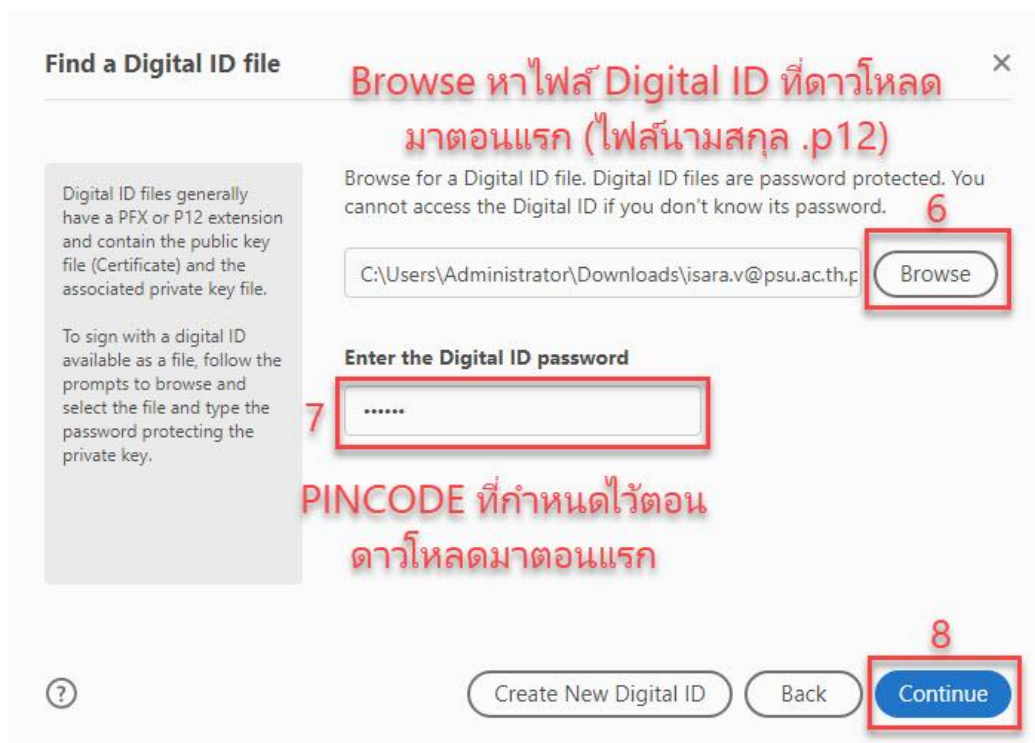 Find a Digital ID file
Browse หาไฟล์ Digital ID ที่ดาวโหลด
มาตอนแรก (ไฟล์นามสกุล .p12)
Digital ID files generally
have a PFX or P12 extension
and contain the public key
file (Certificate) and the
associated private key file.
To sign with a digital ID
available as a file, follow the
prompts to browse and
select the file and type the
password protecting the
private key.
Browse for a Digital ID file. Digital ID files are password protected. You
cannot access the Digital ID if you don't know its password.
6
C:\Users\Administrator\Downloads\isara.v@psu.ac.th.p
Browse
Enter the Digital ID password
7
••••••
PINCODE ที่กำหนดไว้ตอน
ดาวโหลดมาตอนแรก
8
?
Create New Digital ID
Back
Continue